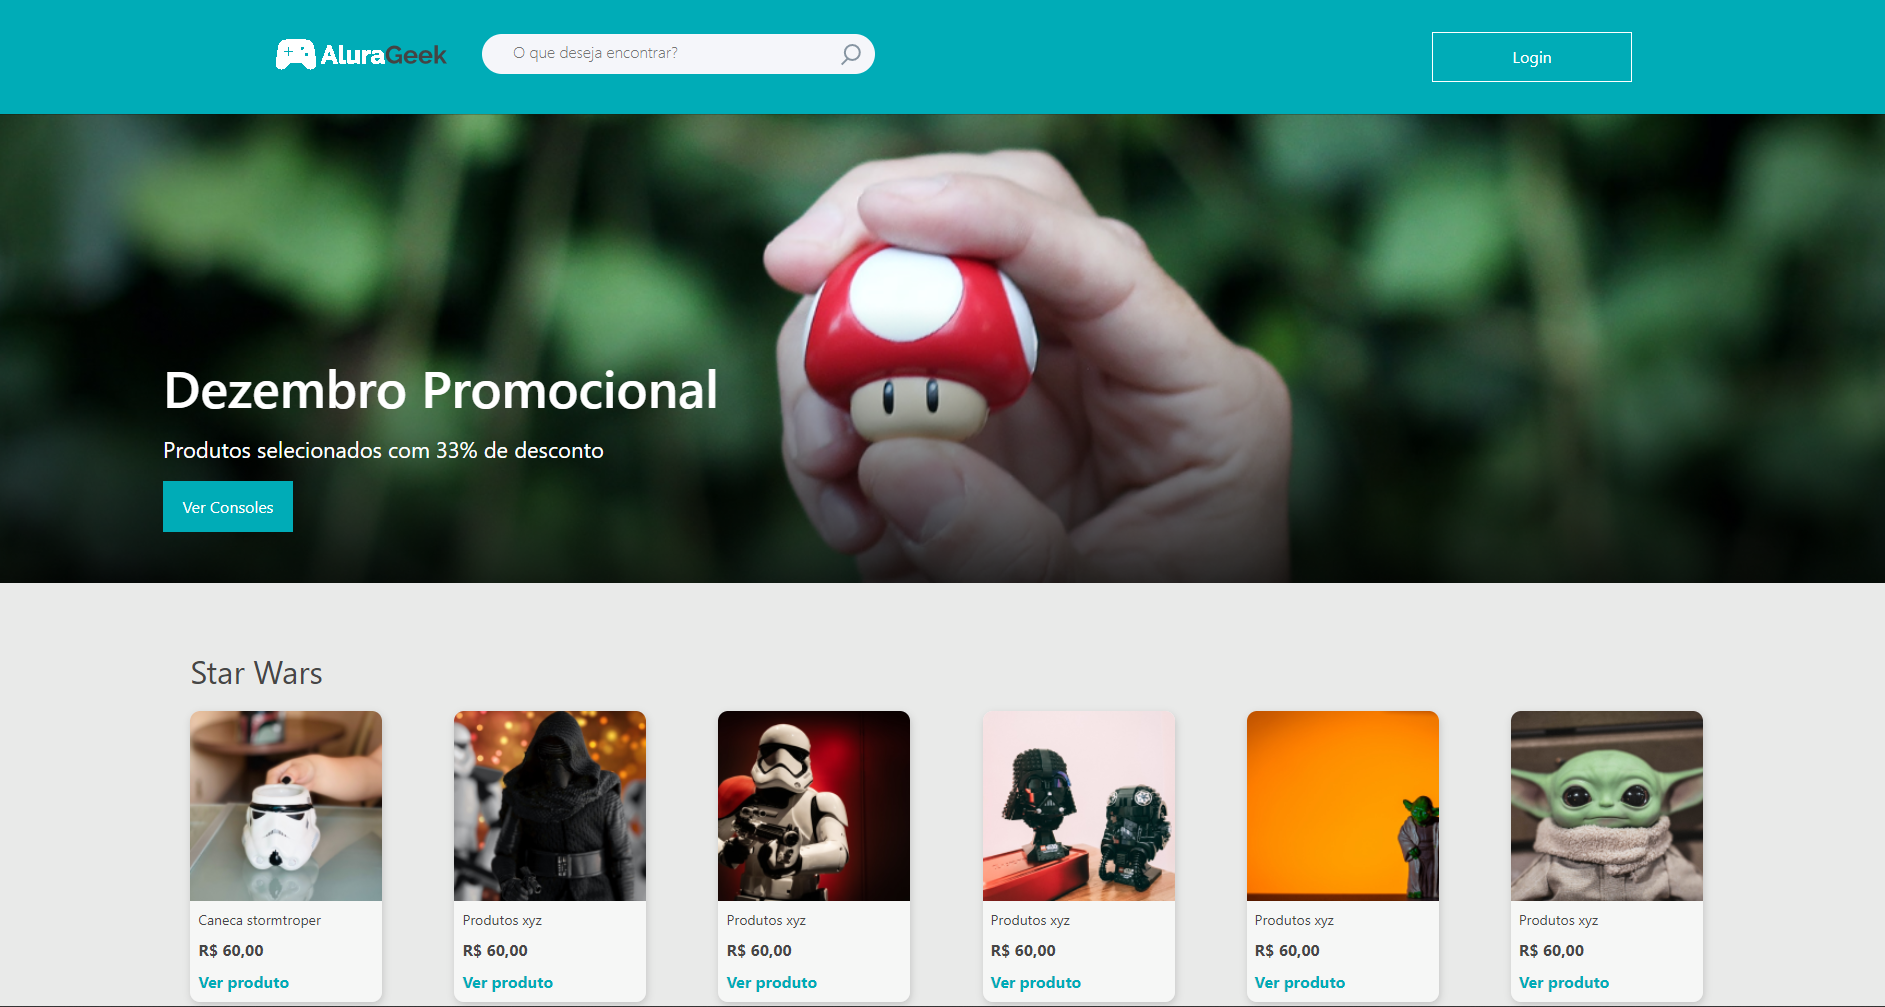 AluraGeek
O que deseja encontrar?
Login
Dezembro Promocional
Produtos selecionados com 33% de desconto
Ver Consoles
Star Wars
Caneca stormtroper
R$ 60,00
Ver produto
Produtos xyz
R$ 60,00
Ver produto
Produtos xyz
R$ 60,00
Ver produto
Produtos xyz
R$ 60,00
Ver produto
Produtos xyz
R$ 60,00
Ver produto
Produtos xyz
R$ 60,00
Ver produto